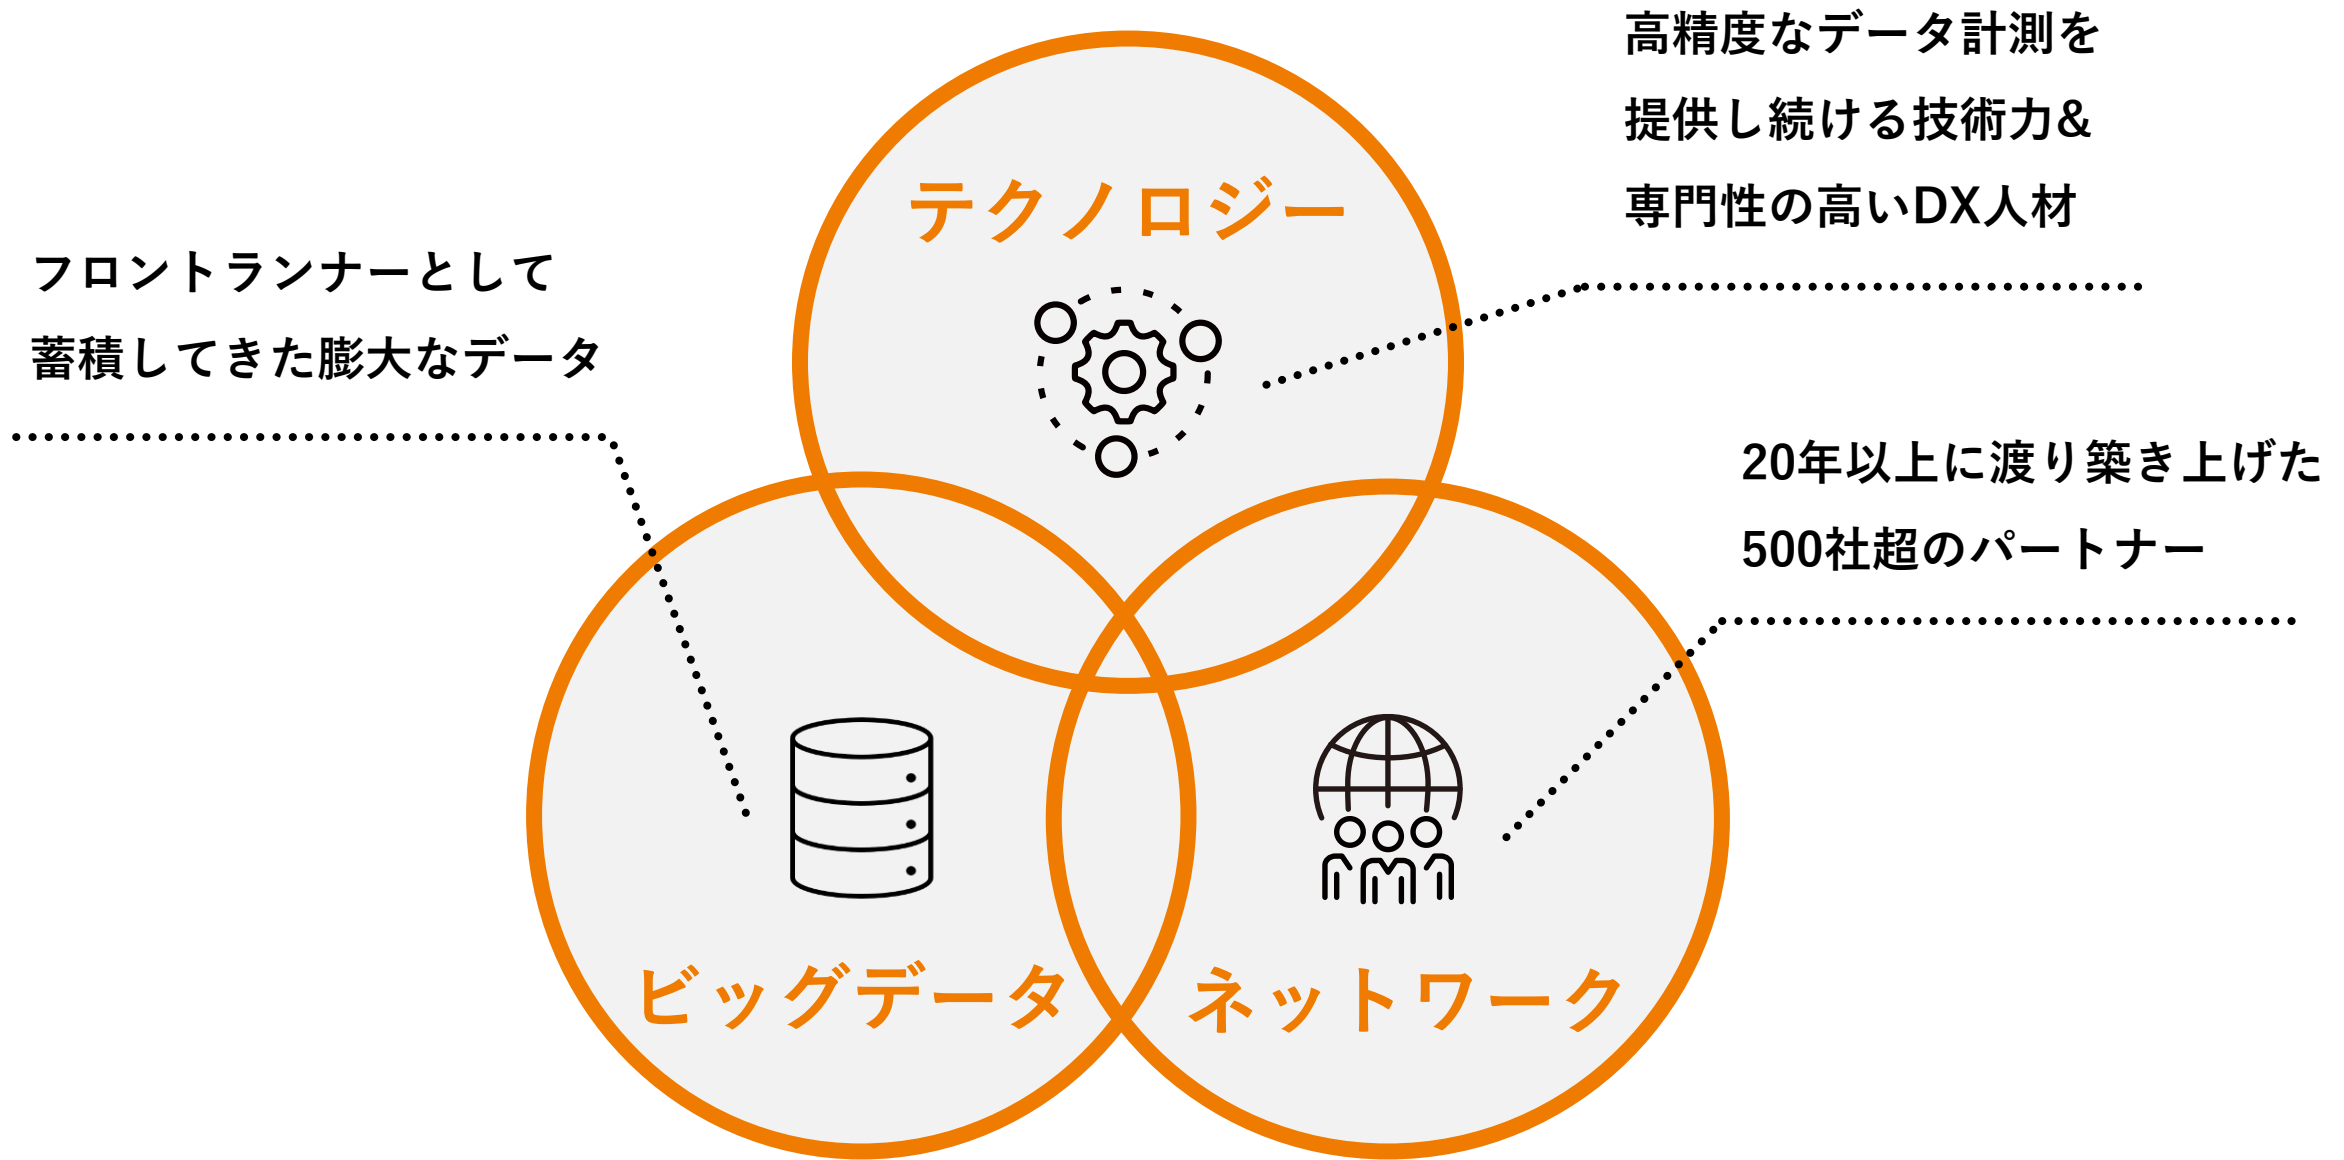 高精度なデータ計測を
提供し続ける技術力&
専門性の高いDX人材
テクノロジー
フロントランナーとして
蓄積してきた膨大なデータ
20年以上に渡り築き上げた
500社超のパートナー
ビッグデータ
ネットワーク